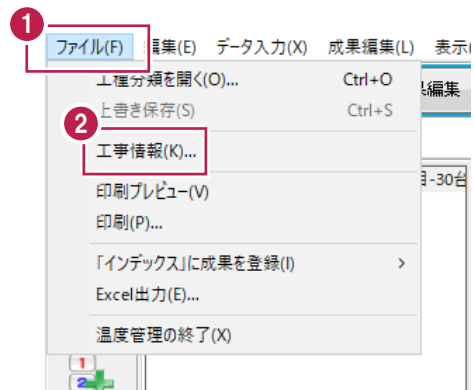 1
ファイル(F) 編集(E) データ入力(X) 成果編集(L) 表示(
工種分類を開く(O)... Ctrl+O
編集
上書き保存(S) Ctrl+S
2
工事情報(K)...
印刷プレビュー(V)
目-30台
印刷(P)...
「インデックス」に成果を登録(I) >
Excel出力(E)...
温度管理の終了(X)
1
2